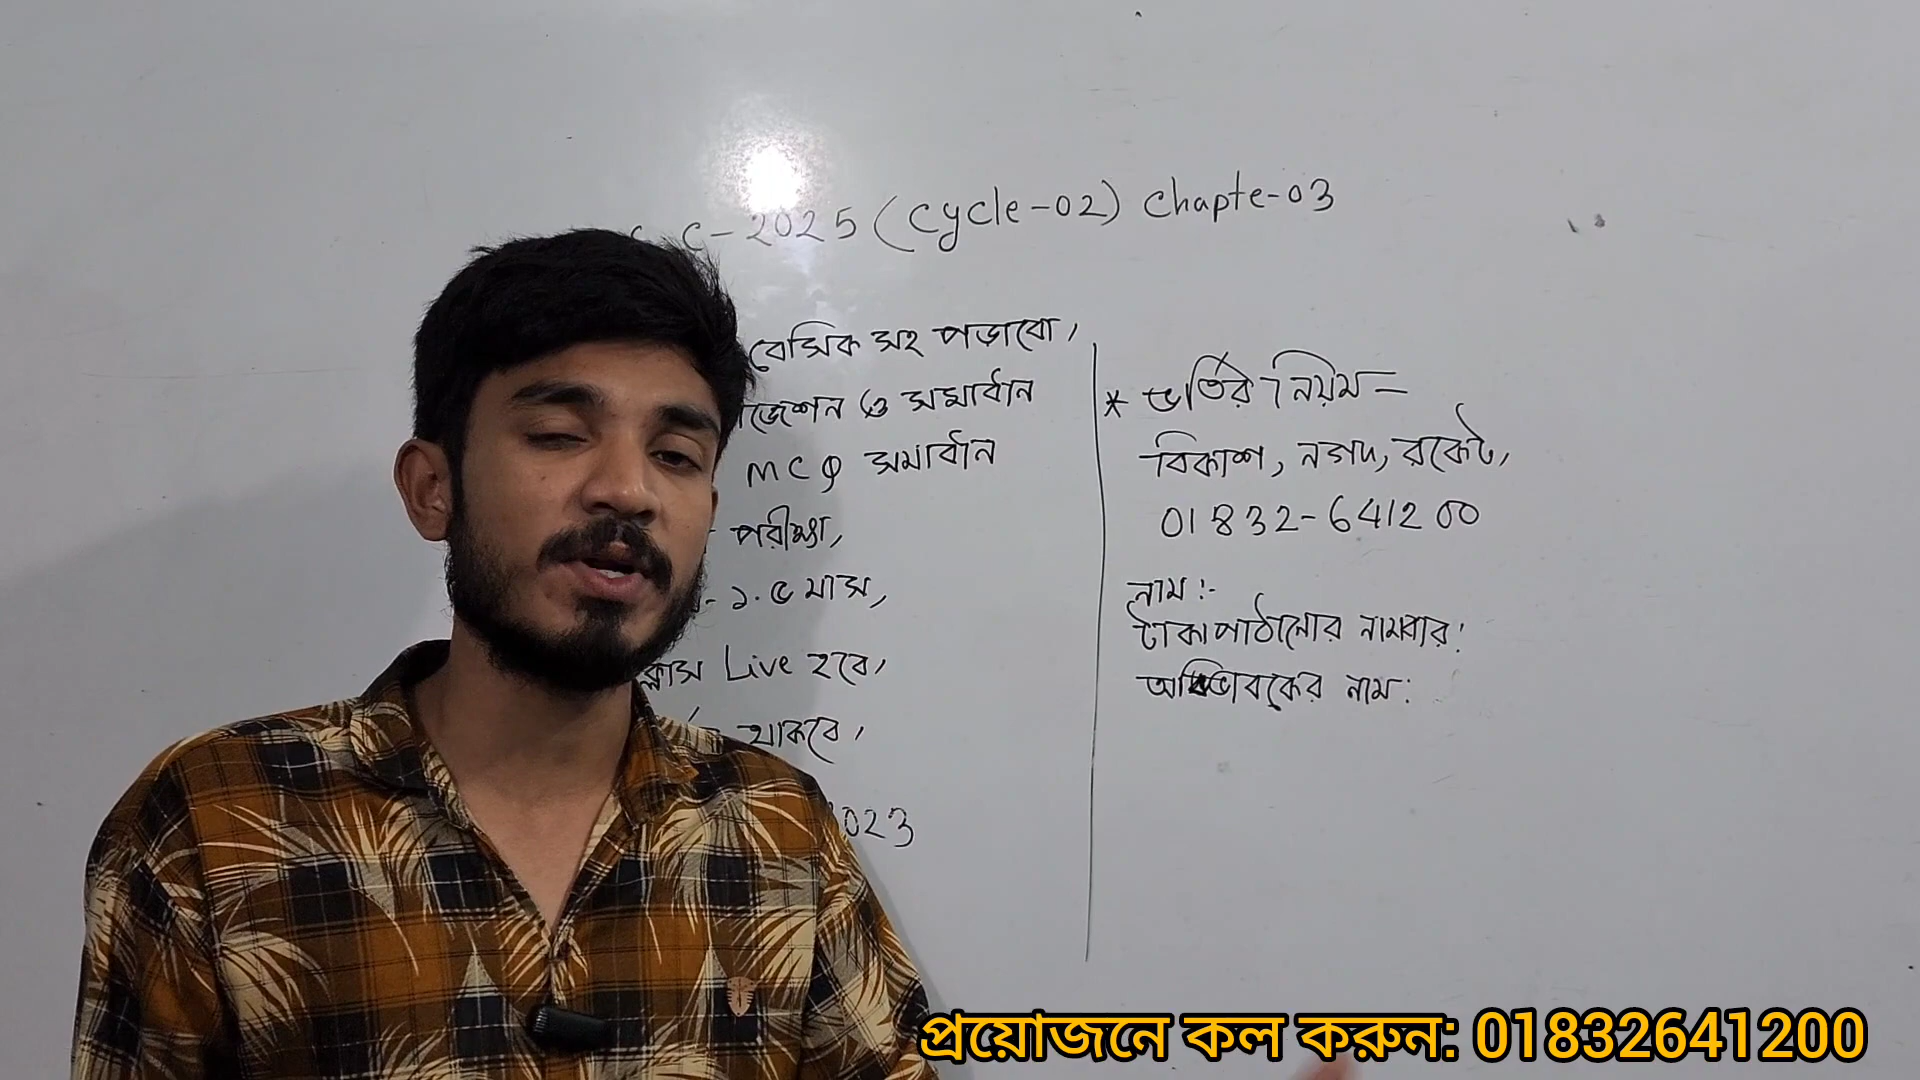 C-2025 (Cycle-02) Chapte-03
বেসিক সহ পড়াবো,
ও সমাধান
MCQ সমাধান
পরীক্ষা,
১.৫ মাস,
ক্লাস Live হবে,
থাকবে,
023
* ভর্তির নিয়ম -
বিকাশ, নগদ, রকেট,
01832-641200
নাম :-
টাকা পাঠানোর নাম্বার :
অভিভাবকের নাম :
প্রয়োজনে কল করুন: 01832641200